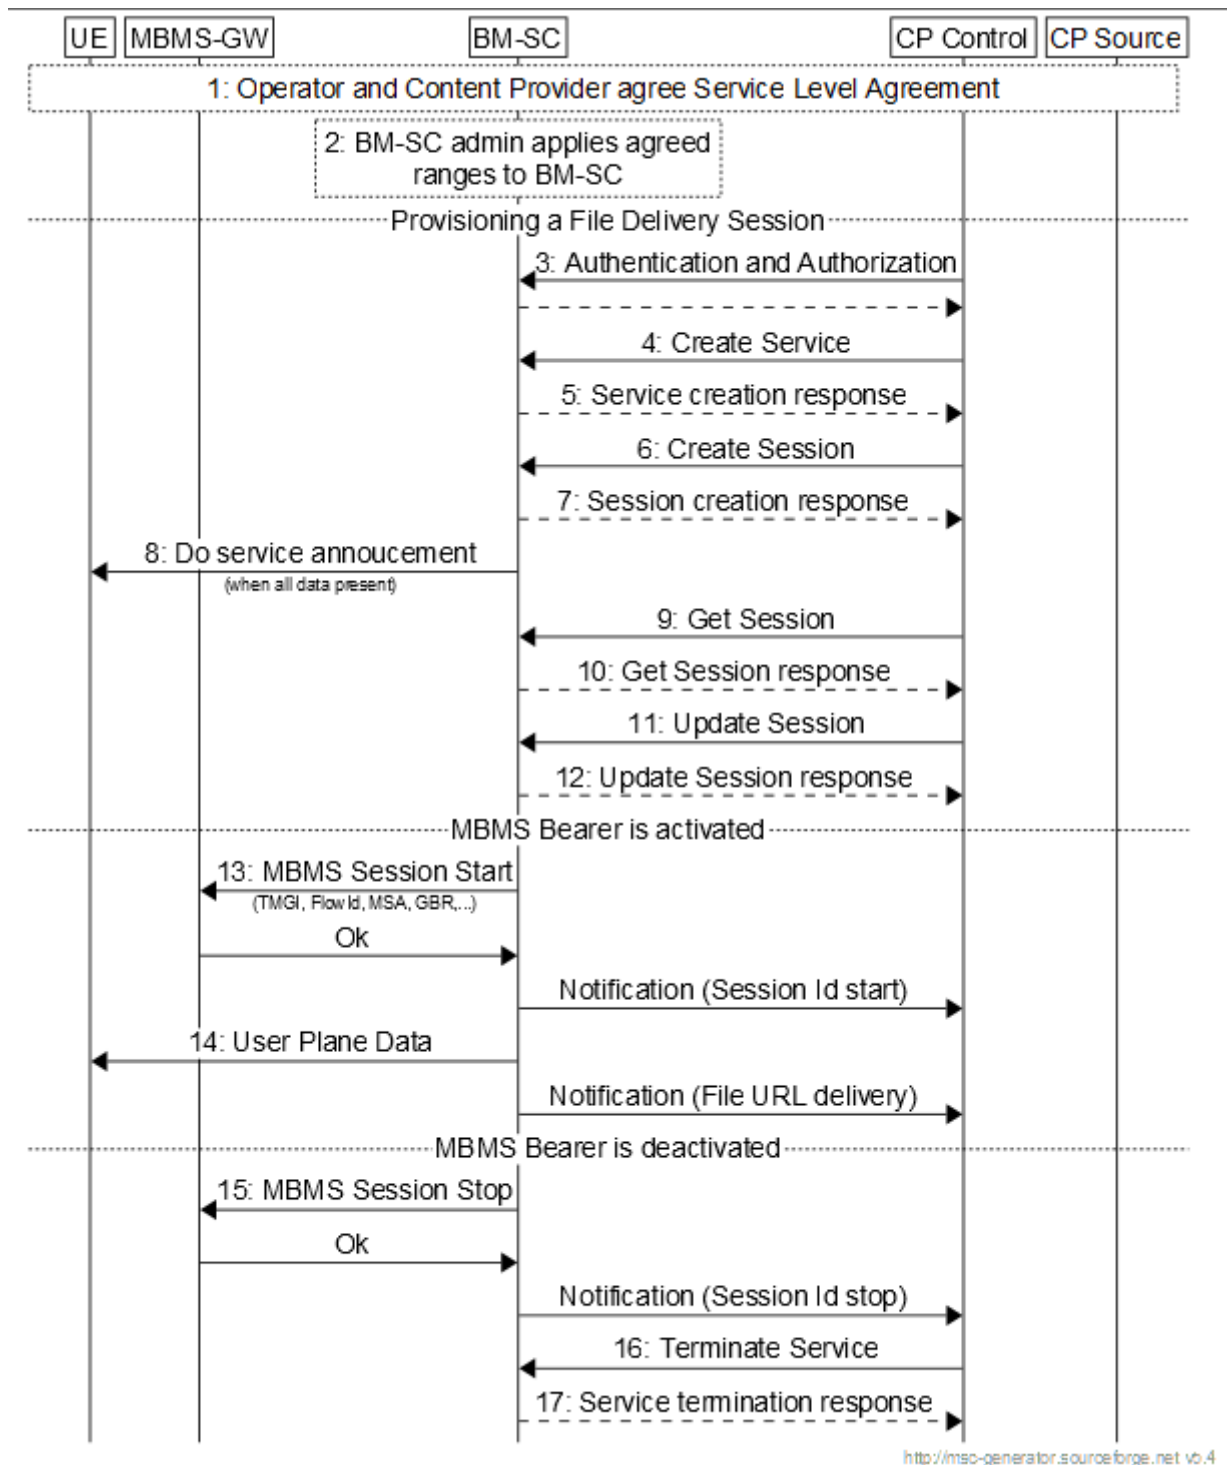 UE MBMS-GW BM-SC CP Control CP Source
1: Operator and Content Provider agree Service Level Agreement
2: BM-SC admin applies agreed
ranges to BM-SC
Provisioning a File Delivery Session
3: Authentication and Authorization
4: Create Service
5: Service creation response
6: Create Session
7: Session creation response
8: Do service annoucement
(when all data present)
9: Get Session
10: Get Session response
11: Update Session
12: Update Session response
MBMS Bearer is activated
13: MBMS Session Start
(TMGI, FlowId, MSA, GBR,...)
Ok
Notification (Session Id start)
14: User Plane Data
Notification (File URL delivery)
MBMS Bearer is deactivated
15: MBMS Session Stop
Ok
Notification (Session Id stop)
16: Terminate Service
17: Service termination response
http://msc-generator.sourceforge.net v5.4